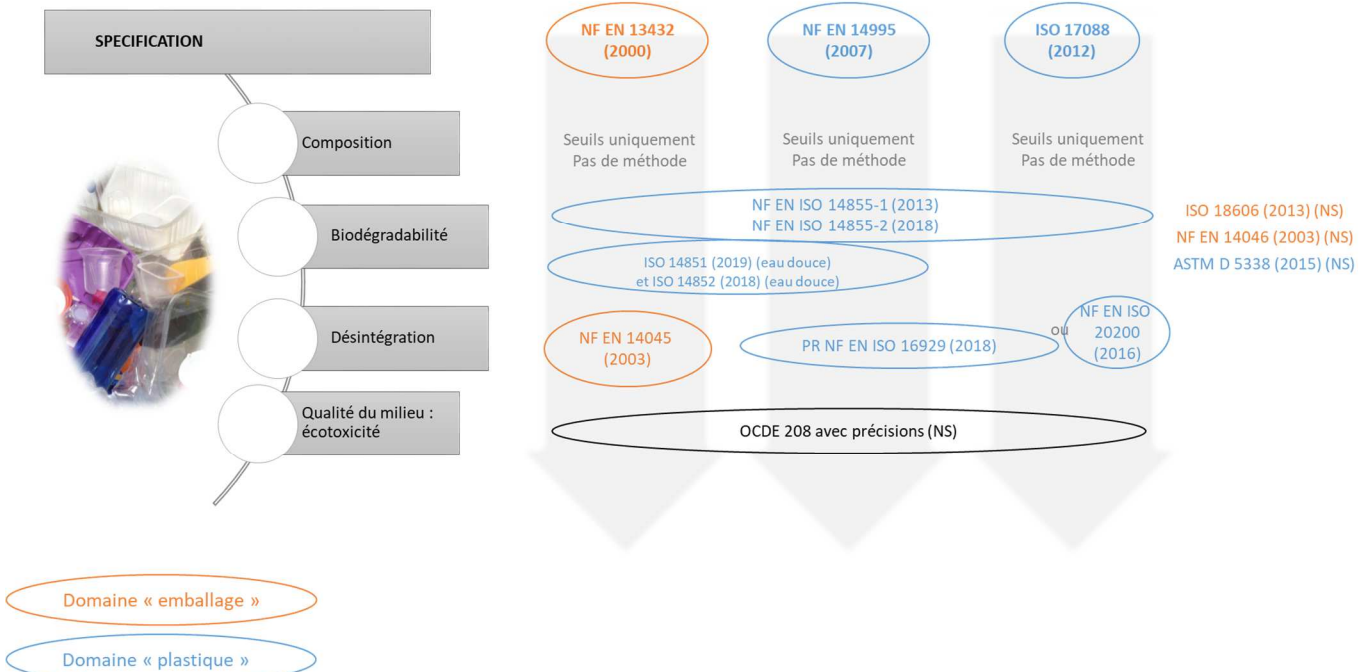 SPECIFICATION
NF EN 13432
(2000)
NF EN 14995
(2007)
ISO 17088
(2012)
Composition
Seuils uniquement
Pas de méthode
Seuils uniquement
Pas de méthode
Seuils uniquement
Pas de méthode
Biodégradabilité
NF EN ISO 14855-1 (2013)
NF EN ISO 14855-2 (2018)
ISO 14851 (2019) (eau douce)
et ISO 14852 (2018) (eau douce)
ISO 18606 (2013) (NS)
NF EN 14046 (2003) (NS)
ASTM D 5338 (2015) (NS)
Désintégration
NF EN 14045
(2003)
PR NF EN ISO 16929 (2018)
ou
NF EN ISO
20200
(2016)
Qualité du milieu :
écotoxicité
OCDE 208 avec précisions (NS)
Domaine « emballage »
Domaine « plastique »